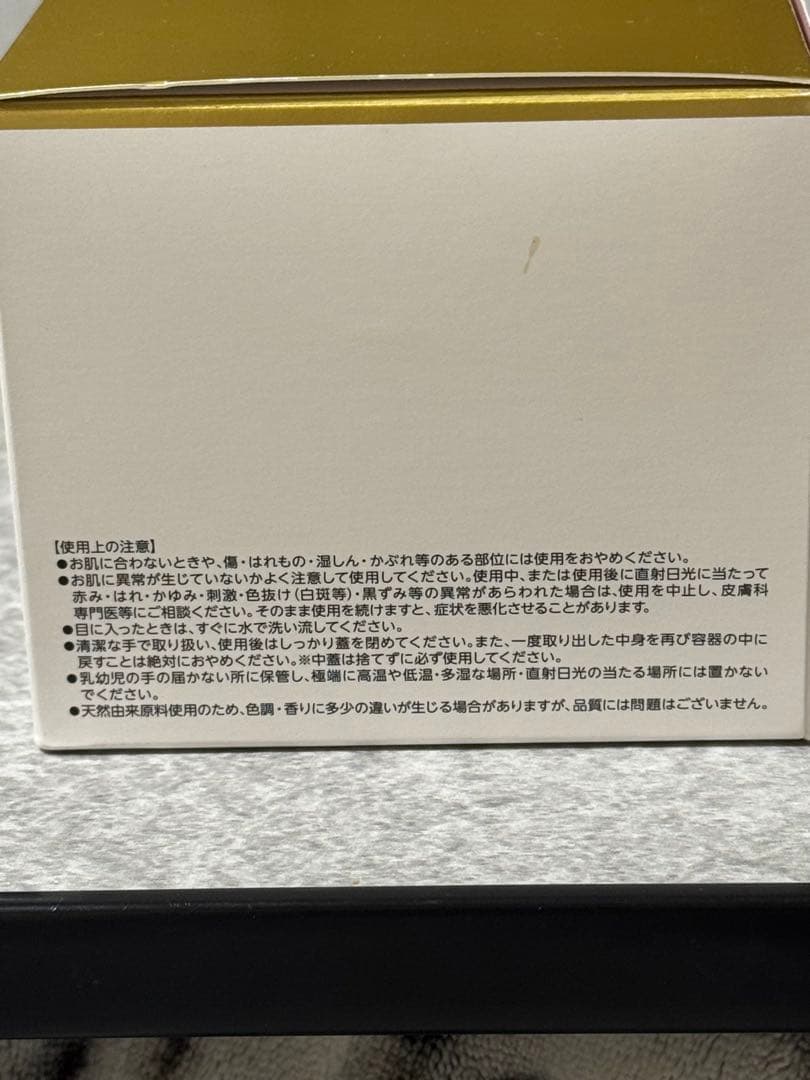 【使用上の注意】
●お肌に合わないときや、傷・はれもの・湿しん・かぶれ等のある部位には使用をおやめください。
●お肌に異常が生じていないかよく注意して使用してください。使用中、または使用後に直射日光に当たって
赤み・はれ・かゆみ・刺激・色抜け(白斑等)・黒ずみ等の異常があらわれた場合は、使用を中止し、皮膚科
専門医等にご相談ください。そのまま使用を続けますと、症状を悪化させることがあります。
●目に入ったときは、すぐに水で洗い流してください。
●清潔な手で取り扱い、使用後はしっかり蓋を閉めてください。また、一度取り出した中身を再び容器の中に
戻すことは絶対におやめください。※中蓋は捨てずに必ず使用してください。
●乳幼児の手の届かない所に保管し、極端に高温や低温・多湿な場所・直射日光の当たる場所には置かない
でください。
●天然由来原料使用のため、色調・香りに多少の違いが生じる場合がありますが、品質には問題はございません。